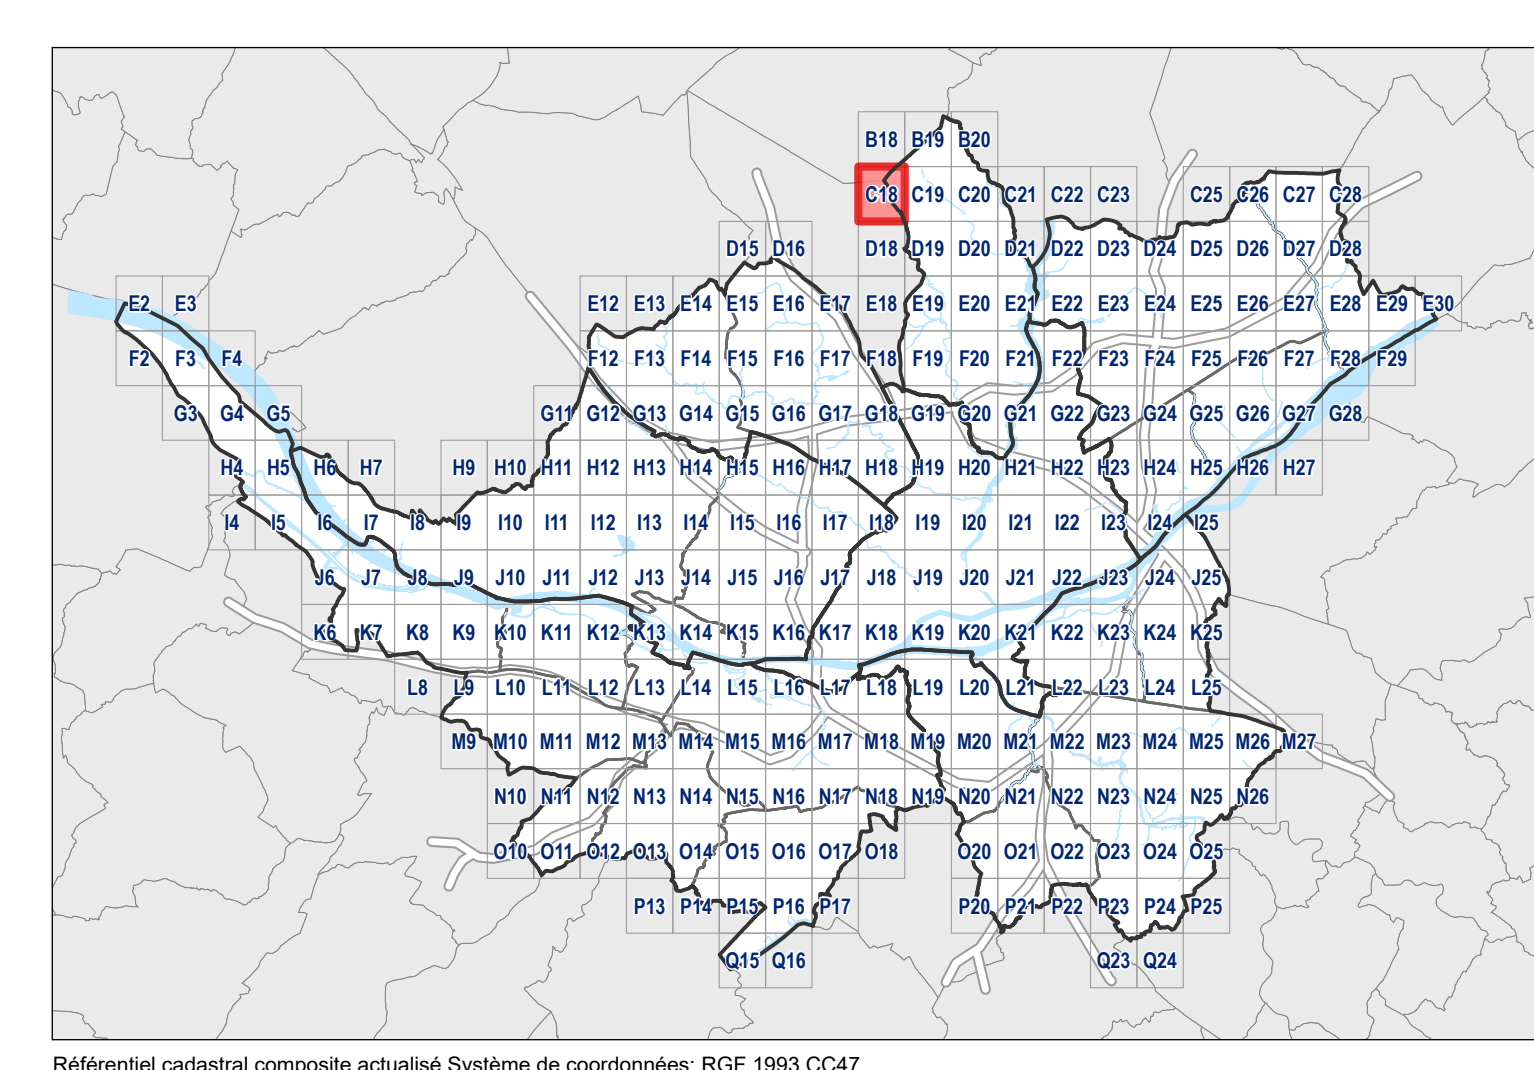 B18 B19 B20
C18 C19 C20 C21 C22 C23 C25 C26 C27 C28
D15 D16 D18 D19 D20 D21 D22 D23 D24 D25 D26 D27 D28
E2 E3 E12 E13 E14 E15 E16 E17 E18 E19 E20 E21 E22 E23 E24 E25 E26 E27 E28 E29 E30
F2 F3 F4 F12 F13 F14 F15 F16 F17 F18 F19 F20 F21 F22 F23 F24 F25 F26 F27 F28 F29
G3 G4 G5 G11 G12 G13 G14 G15 G16 G17 G18 G19 G20 G21 G22 G23 G24 G25 G26 G27 G28
H4 H5 H6 H7 H9 H10 H11 H12 H13 H14 H15 H16 H17 H18 H19 H20 H21 H22 H23 H24 H25 H26 H27
I4 I5 I6 I7 I8 I9 I10 I11 I12 I13 I14 I15 I16 I17 I18 I19 I20 I21 I22 I23 I24 I25
J6 J7 J8 J9 J10 J11 J12 J13 J14 J15 J16 J17 J18 J19 J20 J21 J22 J23 J24 J25
K6 K7 K8 K9 K10 K11 K12 K13 K14 K15 K16 K17 K18 K19 K20 K21 K22 K23 K24 K25
L8 L9 L10 L11 L12 L13 L14 L15 L16 L17 L18 L19 L20 L21 L22 L23 L24 L25
M9 M10 M11 M12 M13 M14 M15 M16 M17 M18 M19 M20 M21 M22 M23 M24 M25 M26 M27
N10 N11 N12 N13 N14 N15 N16 N17 N18 N19 N20 N21 N22 N23 N24 N25 N26
O10 O11 O12 O13 O14 O15 O16 O17 O18 O20 O21 O22 O23 O24 O25
P13 P14 P15 P16 P17 P20 P21 P22 P23 P24 P25
Q15 Q16 Q23 Q24
Référentiel cadastral composite actualisé Système de coordonnées: RGF 1993 CC47